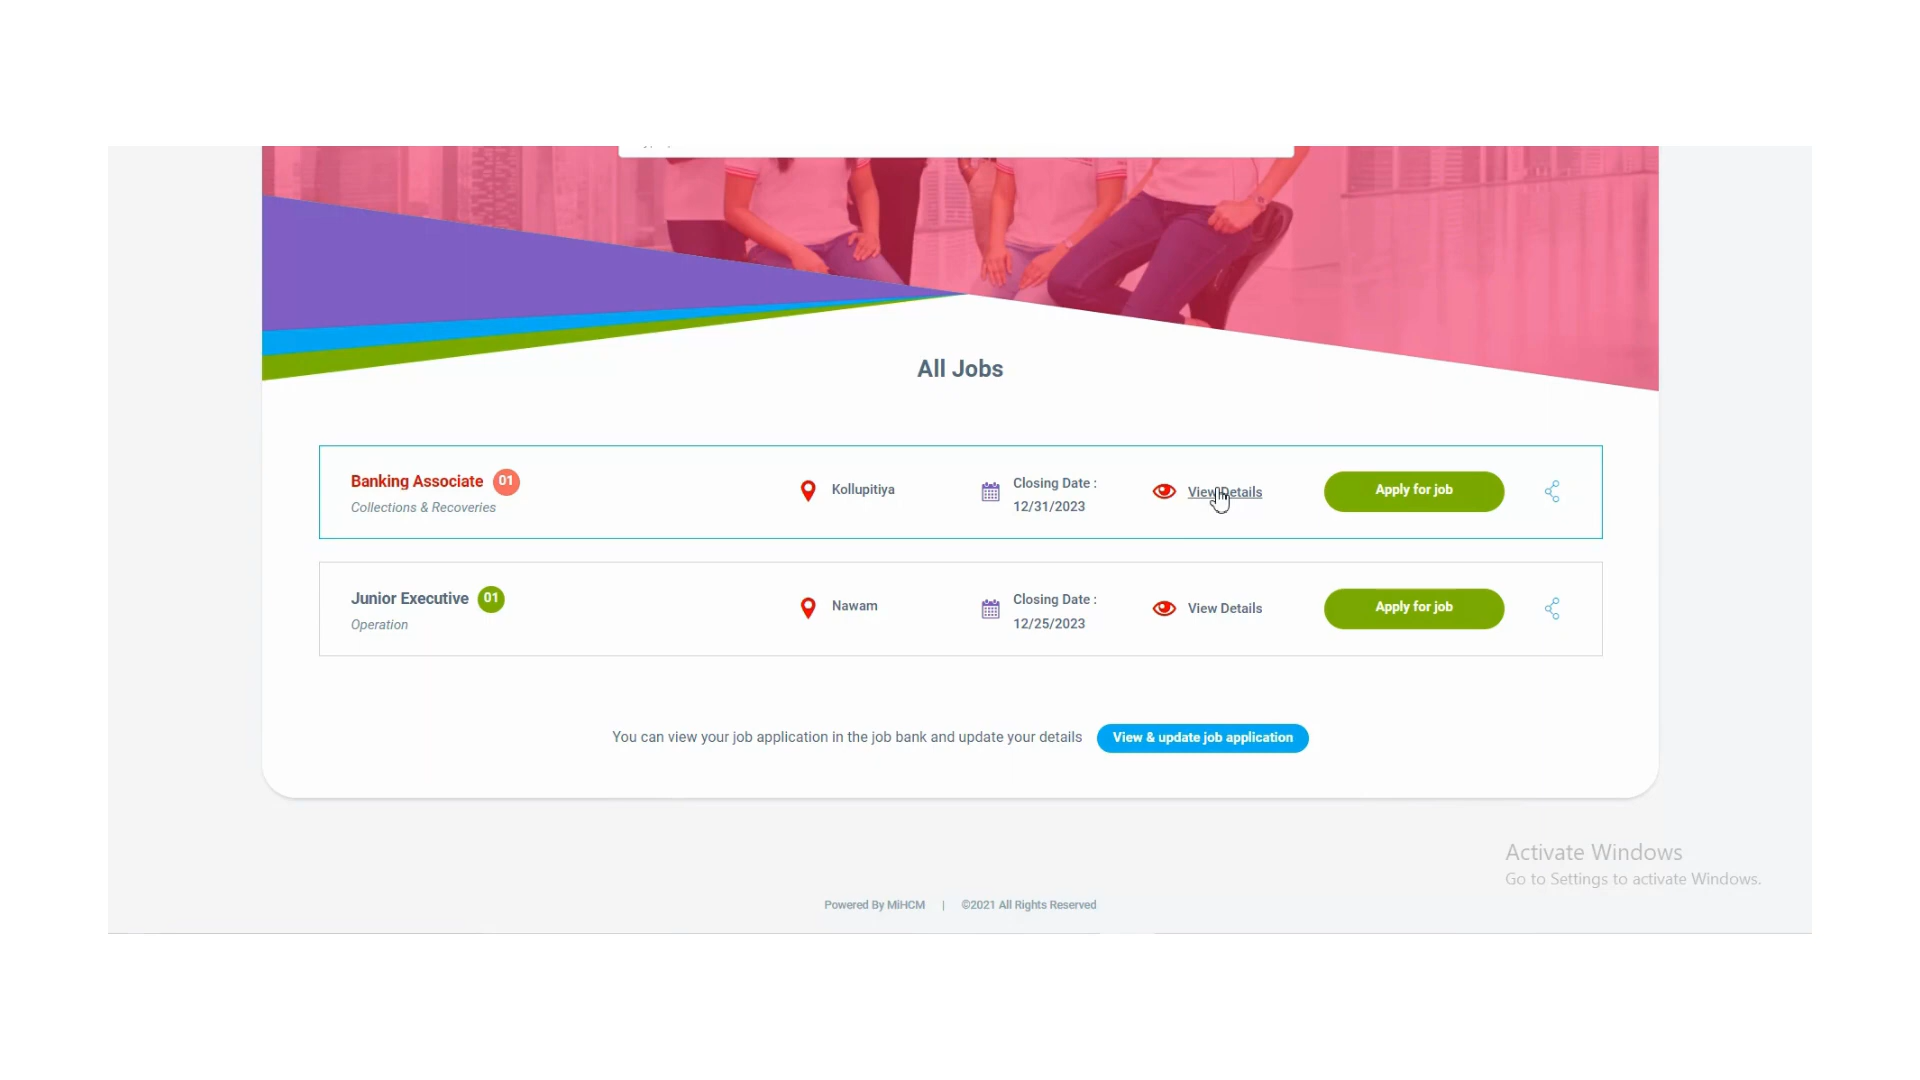 All Jobs
Banking Associate 01
Collections & Recoveries
Kollupitiya
Closing Date :
12/31/2023
View Details
Apply for job
Junior Executive 01
Operation
Nawam
Closing Date :
12/25/2023
View Details
Apply for job
You can view your job application in the job bank and update your details View & update job application
Activate Windows
Go to Settings to activate Windows.
Powered By MiHCM | ©2021 All Rights Reserved